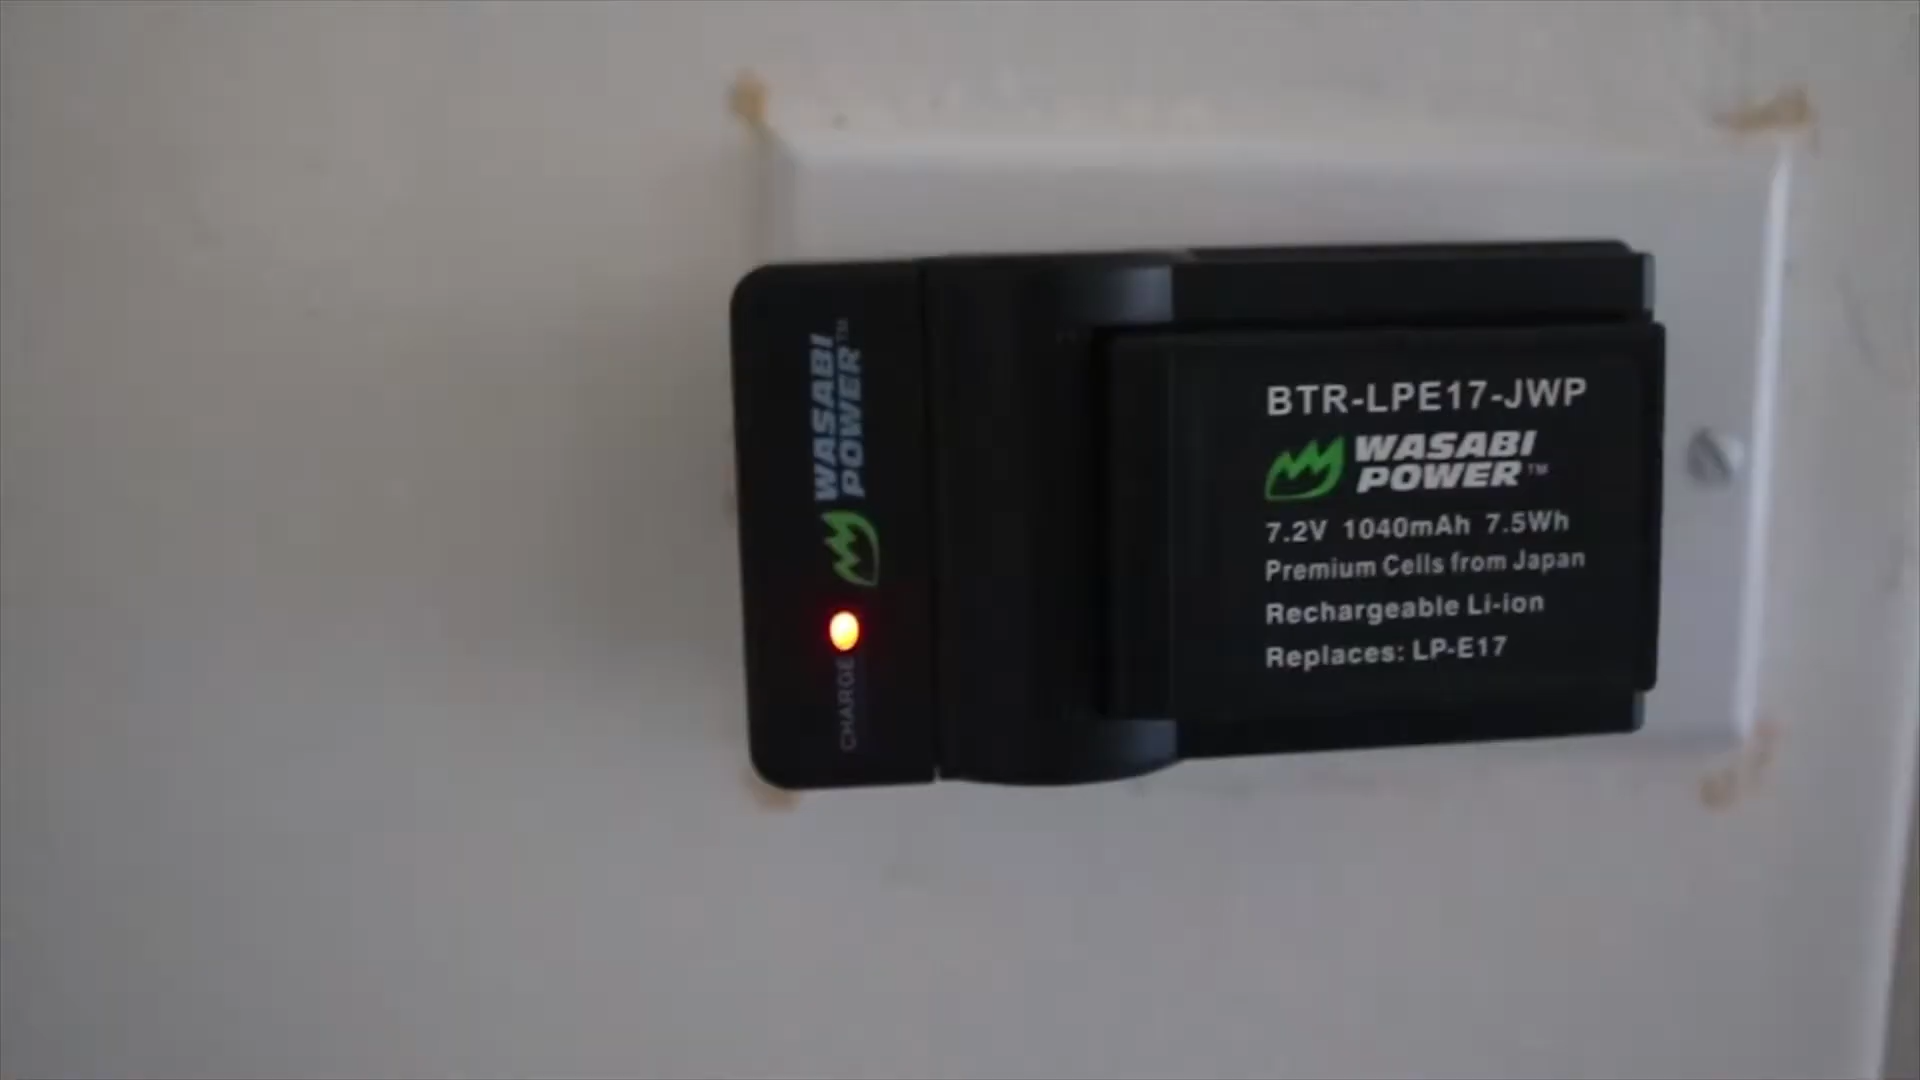 WASABI
POWER™
CHARGE
BTR-LPE17-JWP
WASABI
POWER™
7.2V 1040mAh 7.5Wh
Premium Cells from Japan
Rechargeable Li-ion
Replaces: LP-E17